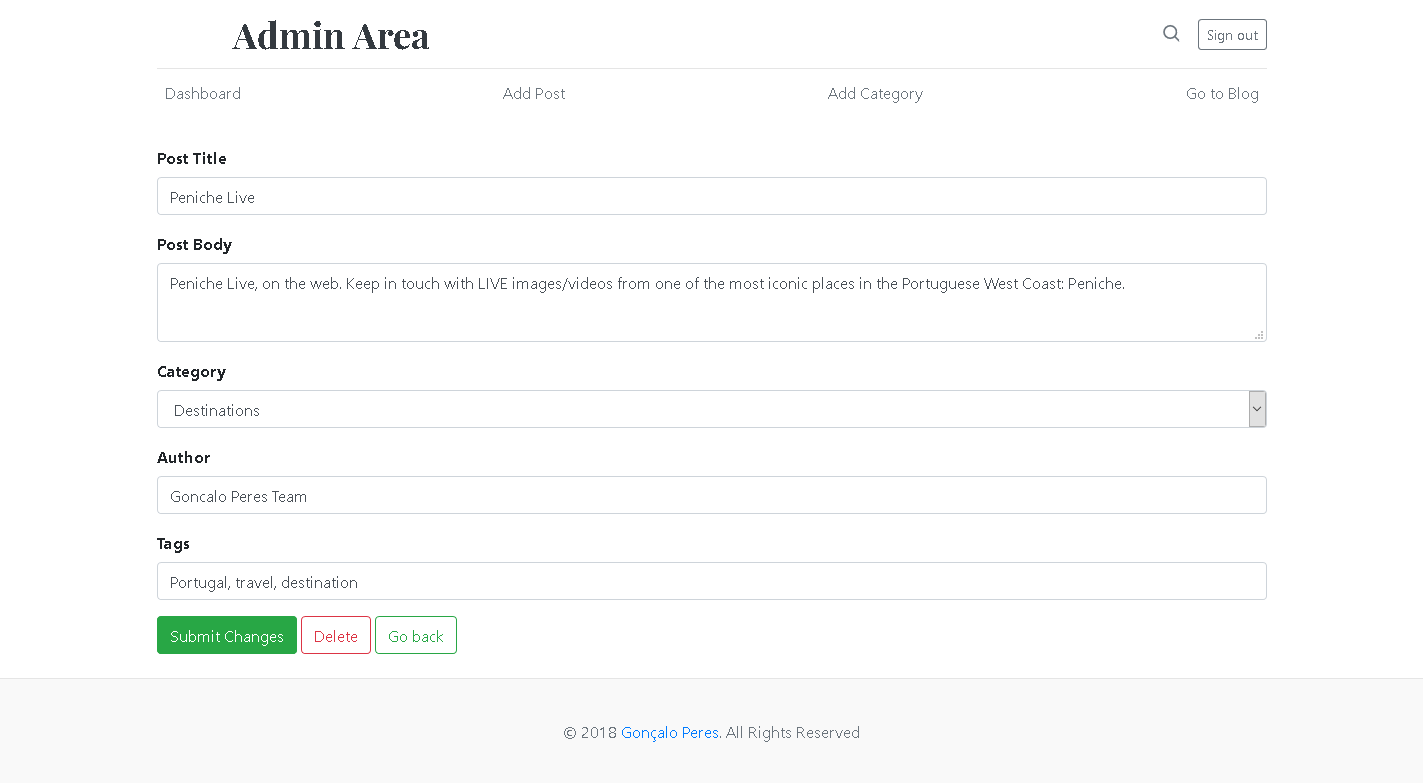 Admin Area
Sign out
Dashboard Add Post Add Category Go to Blog
Post Title
Peniche Live
Post Body
Peniche Live, on the web. Keep in touch with LIVE images/videos from one of the most iconic places in the Portuguese West Coast: Peniche.
Category
Destinations
Author
Goncalo Peres Team
Tags
Portugal, travel, destination
Submit Changes Delete Go back
© 2018 Gonçalo Peres. All Rights Reserved